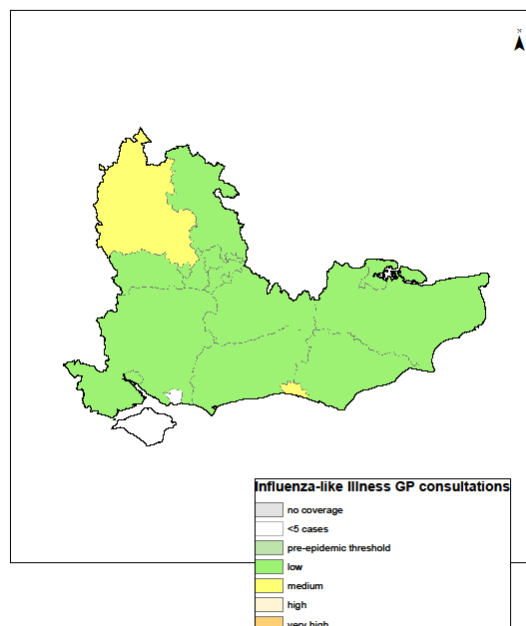 N
Influenza-like Illness GP consultations
no coverage
<5 cases
pre-epidemic threshold
low
medium
high
very high